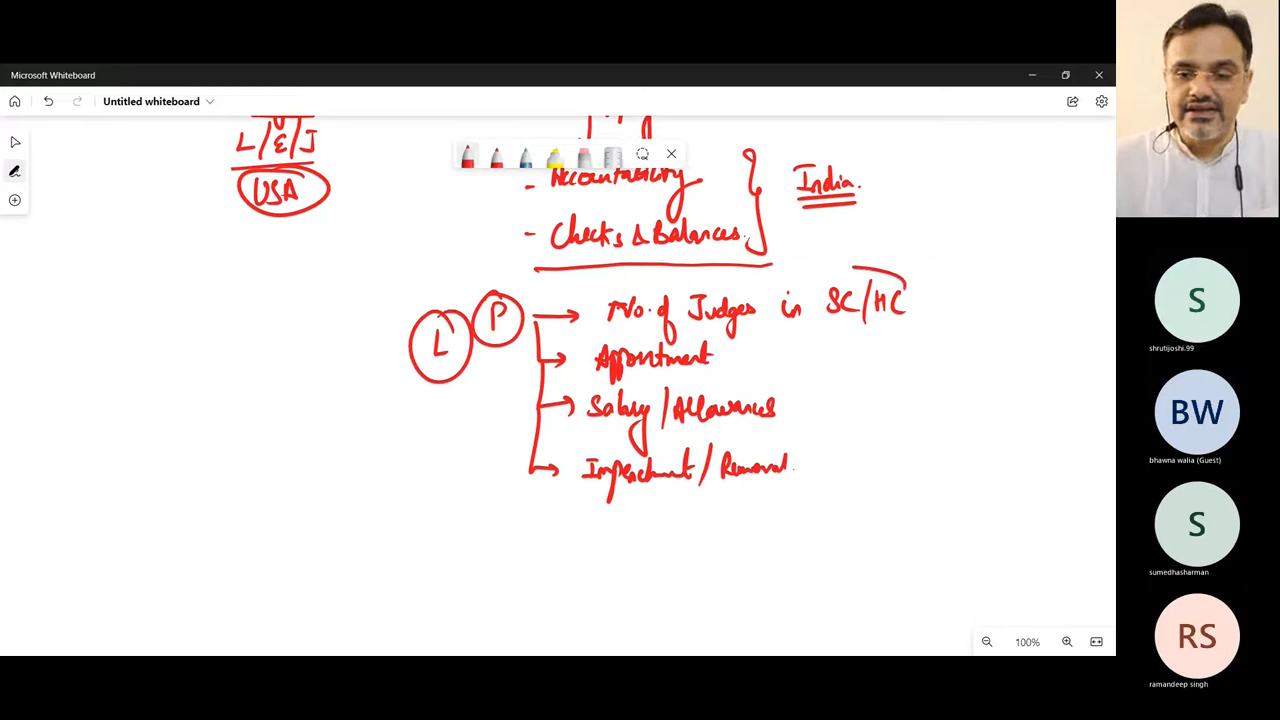 Microsoft Whiteboard
Untitled whiteboard
L/E/J
USA
- Accountability
- Checks & Balances.
India.
L
P
No. of Judges in SC/HC
Appointment
Salary/Allowances
Impeachment/Removal.
100%
S
shrutijoshi.99
BW
bhawna walia (Guest)
S
sumedhasharman
RS
ramandeep singh